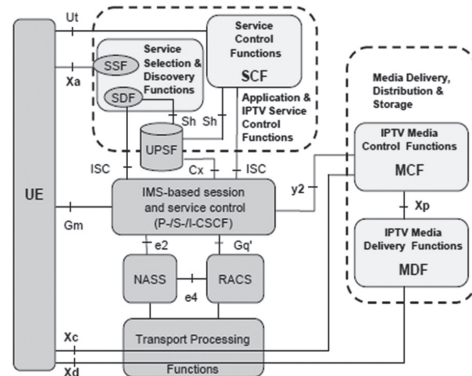 Ut
Xa
SSF
SDF
Service
Selection &
Discovery
Functions
Service
Control
Functions
SCF
Sh
Sh
UPSF
Application &
IPTV Service
Control
Functions
Media Delivery,
Distribution &
Storage
IPTV Media
Control Functions
MCF
Xp
IPTV Media
Delivery Functions
MDF
ISC
Cx
ISC
y2
UE
Gm
IMS-based session
and service control
(P-/S-/I-CSCF)
e2
Gq'
NASS
e4
RACS
Transport Processing
Functions
Xc
Xd